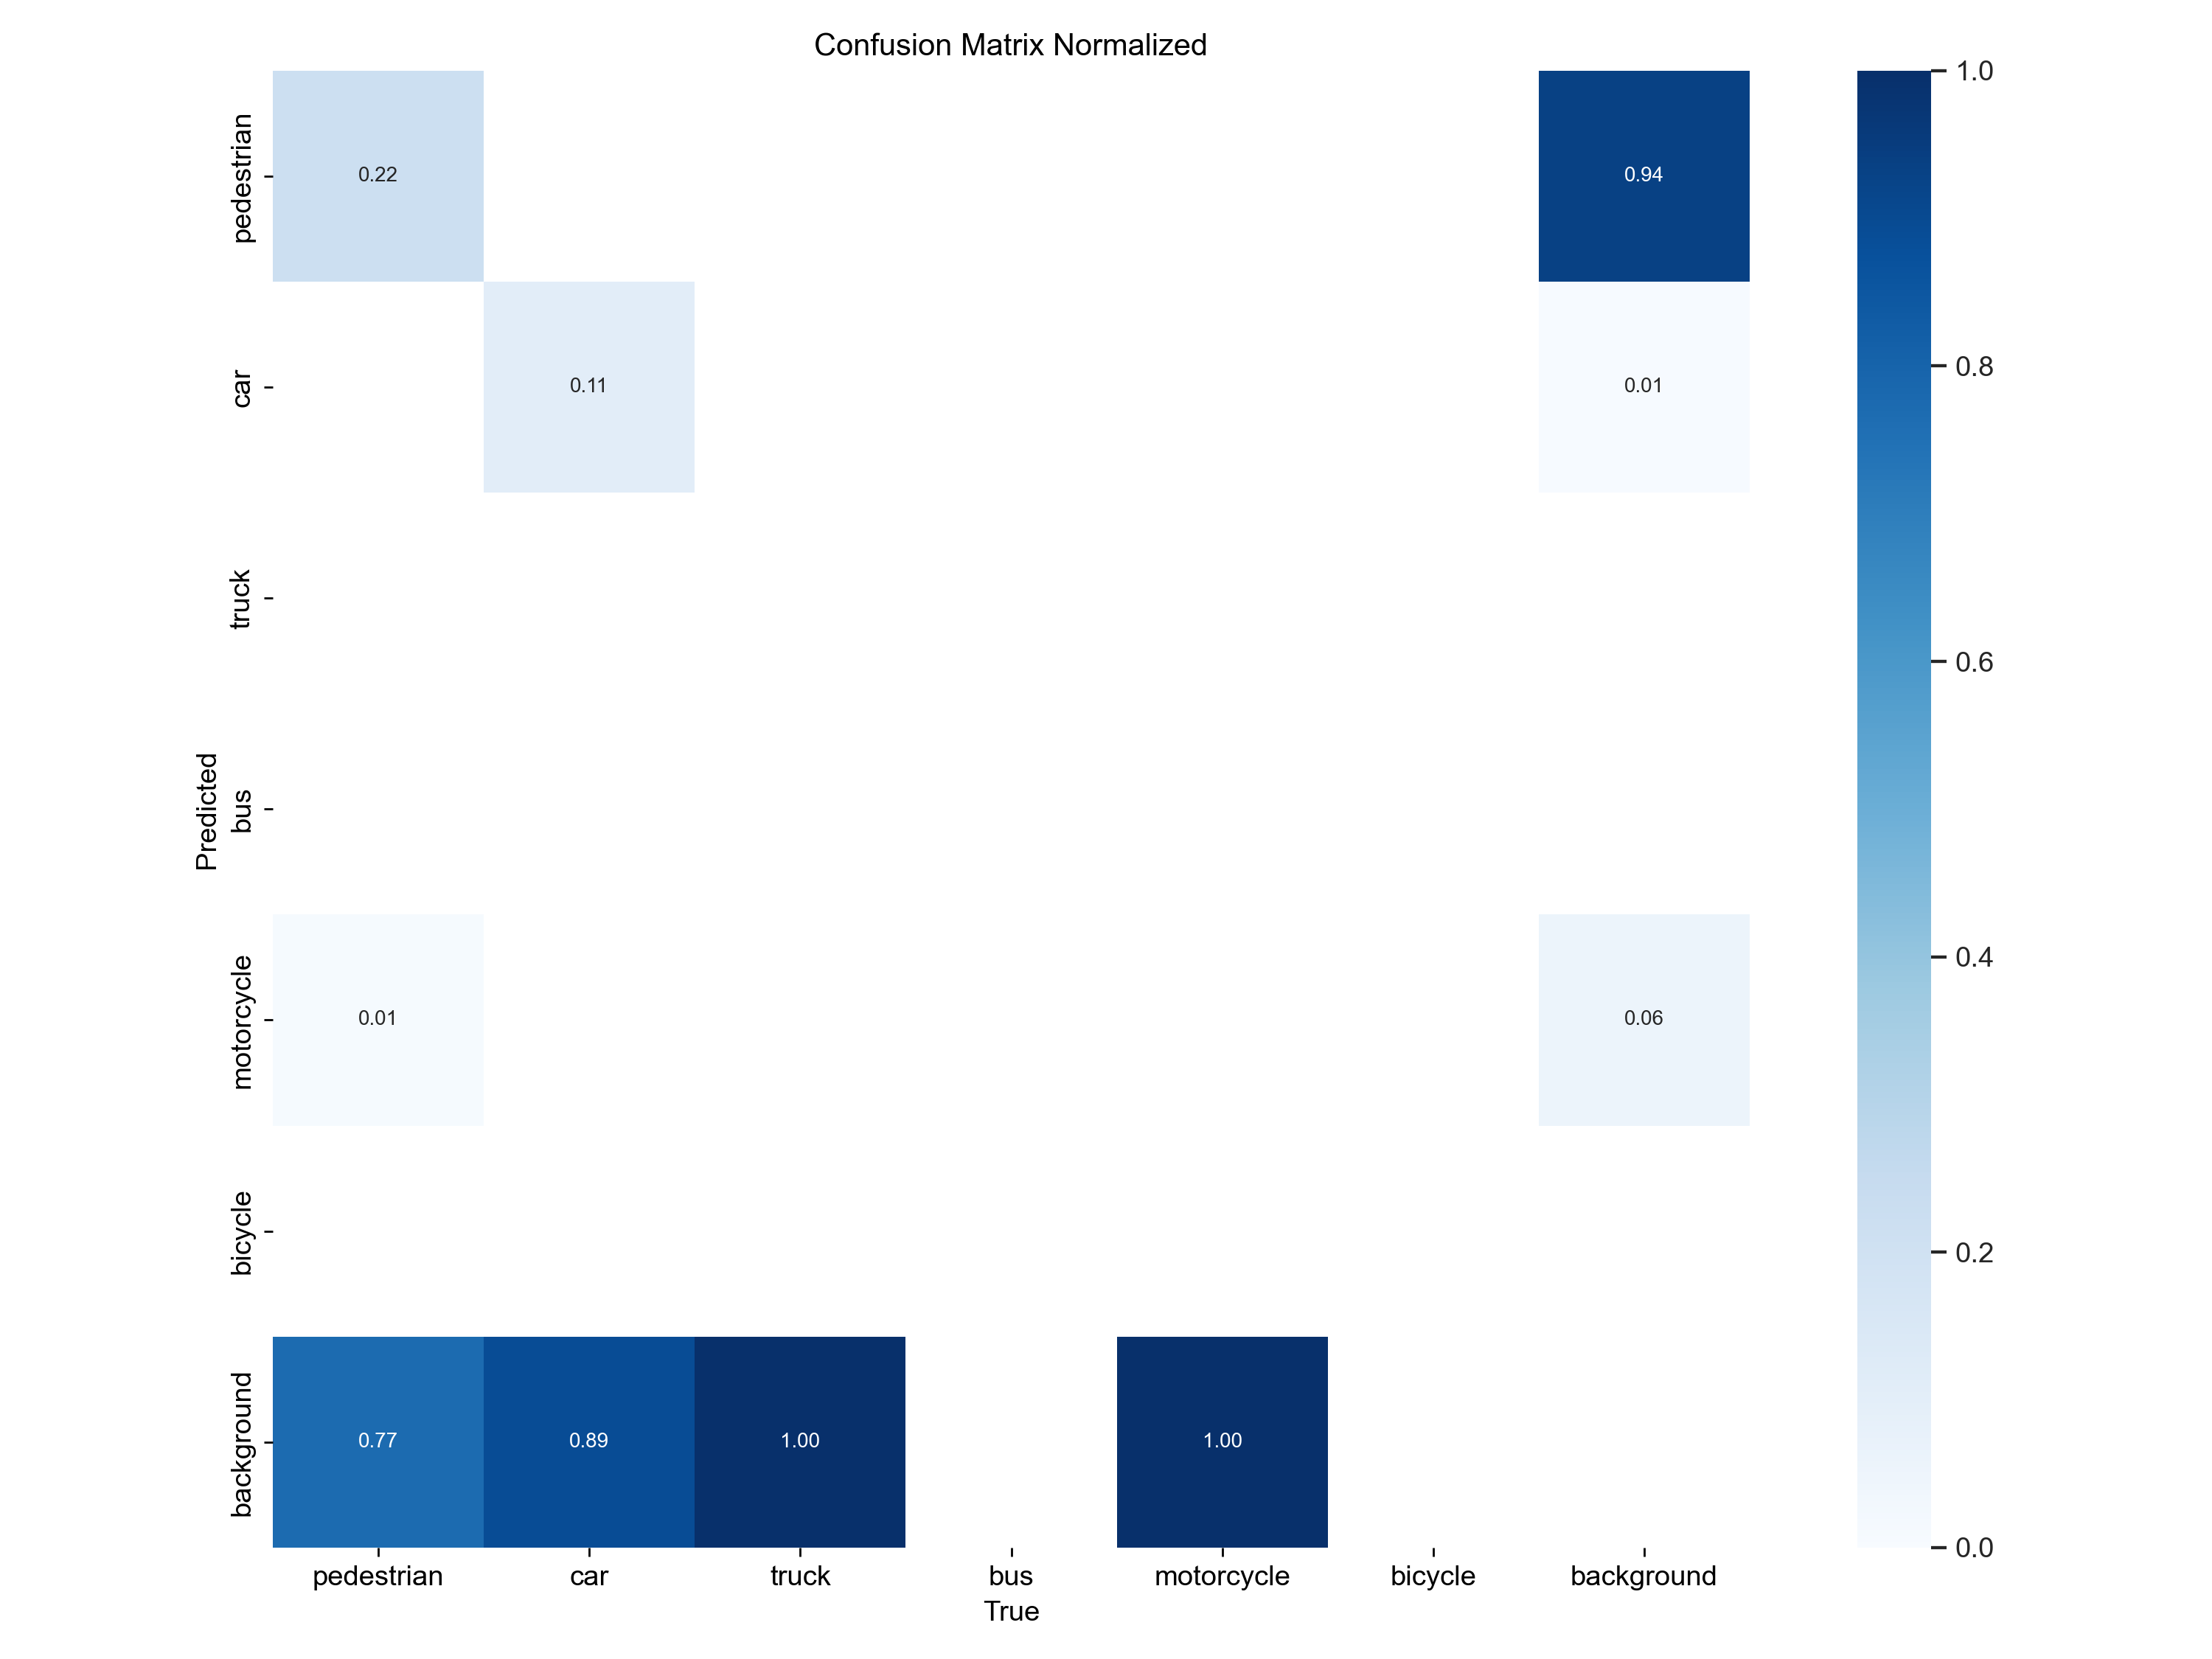 Confusion Matrix Normalized
pedestrian
0.22
0.94
car
0.11
0.01
truck
bus
motorcycle
0.01
0.06
bicycle
background
0.77
0.89
1.00
1.00
Predicted
pedestrian
car
truck
bus
motorcycle
bicycle
background
True
1.0
0.8
0.6
0.4
0.2
0.0